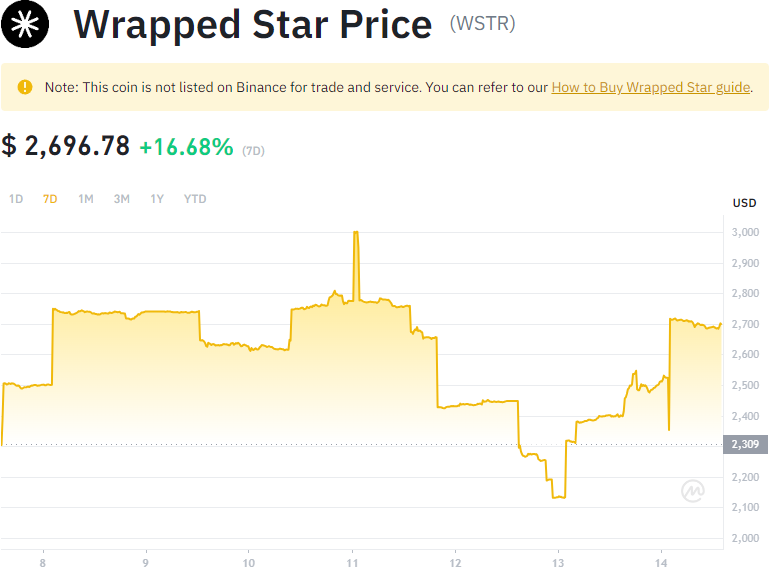 Wrapped Star Price (WSTR)
Note: This coin is not listed on Binance for trade and service. You can refer to our How to Buy Wrapped Star guide.
$ 2,696.78 +16.68% (7D)
1D 7D 1M 3M 1Y YTD
USD
3,000
2,900
2,800
2,700
2,600
2,500
2,400
2,309
2,200
2,100
2,000
8 9 10 11 12 13 14